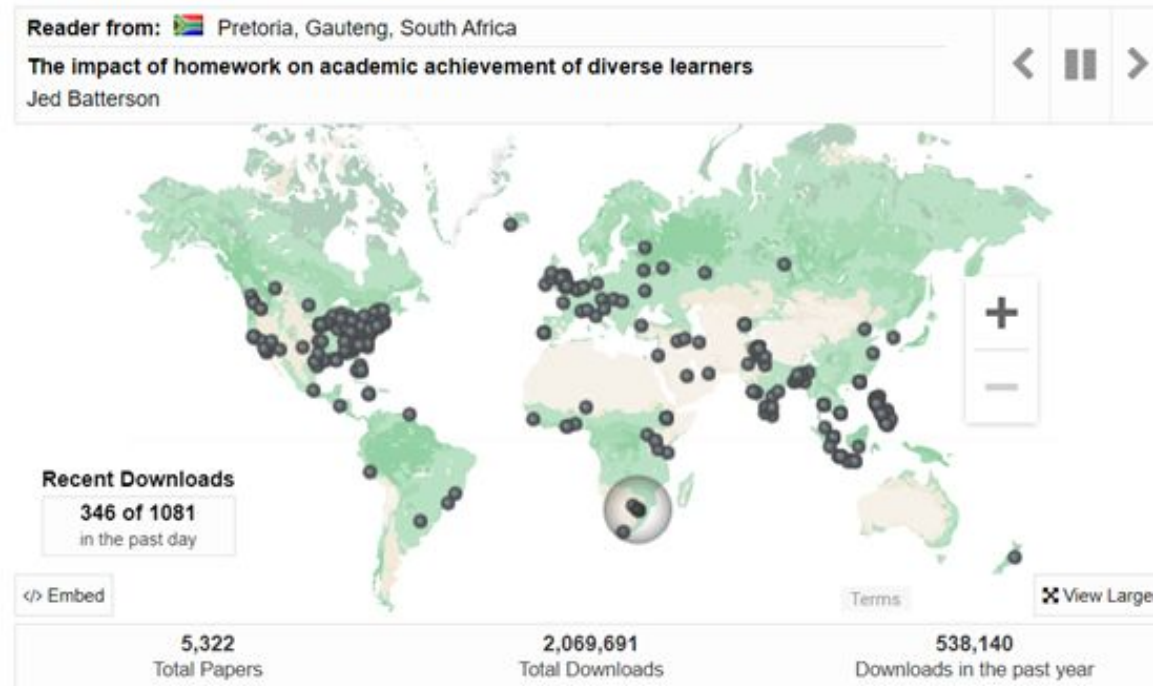 Reader from: Pretoria, Gauteng, South Africa
The impact of homework on academic achievement of diverse learners
Jed Batterson
Recent Downloads
346 of 1081
in the past day
</> Embed
Terms
View Large
5,322
Total Papers
2,069,691
Total Downloads
538,140
Downloads in the past year